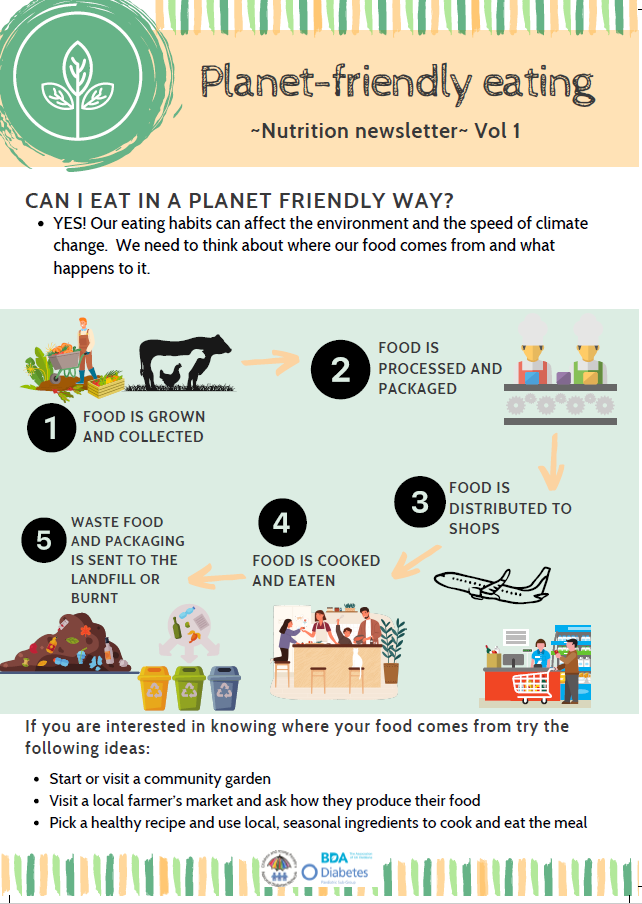 Planet-friendly eating
~Nutrition newsletter~ Vol 1
CAN I EAT IN A PLANET FRIENDLY WAY?
• YES! Our eating habits can affect the environment and the speed of climate
change. We need to think about where our food comes from and what
happens to it.
1
FOOD IS GROWN
AND COLLECTED
2
FOOD IS
PROCESSED AND
PACKAGED
3
FOOD IS
DISTRIBUTED TO
SHOPS
4
FOOD IS COOKED
AND EATEN
5
WASTE FOOD
AND PACKAGING
IS SENT TO THE
LANDFILL OR
BURNT
If you are interested in knowing where your food comes from try the
following ideas:
• Start or visit a community garden
• Visit a local farmer's market and ask how they produce their food
• Pick a healthy recipe and use local, seasonal ingredients to cook and eat the meal
BDA
Diabetes